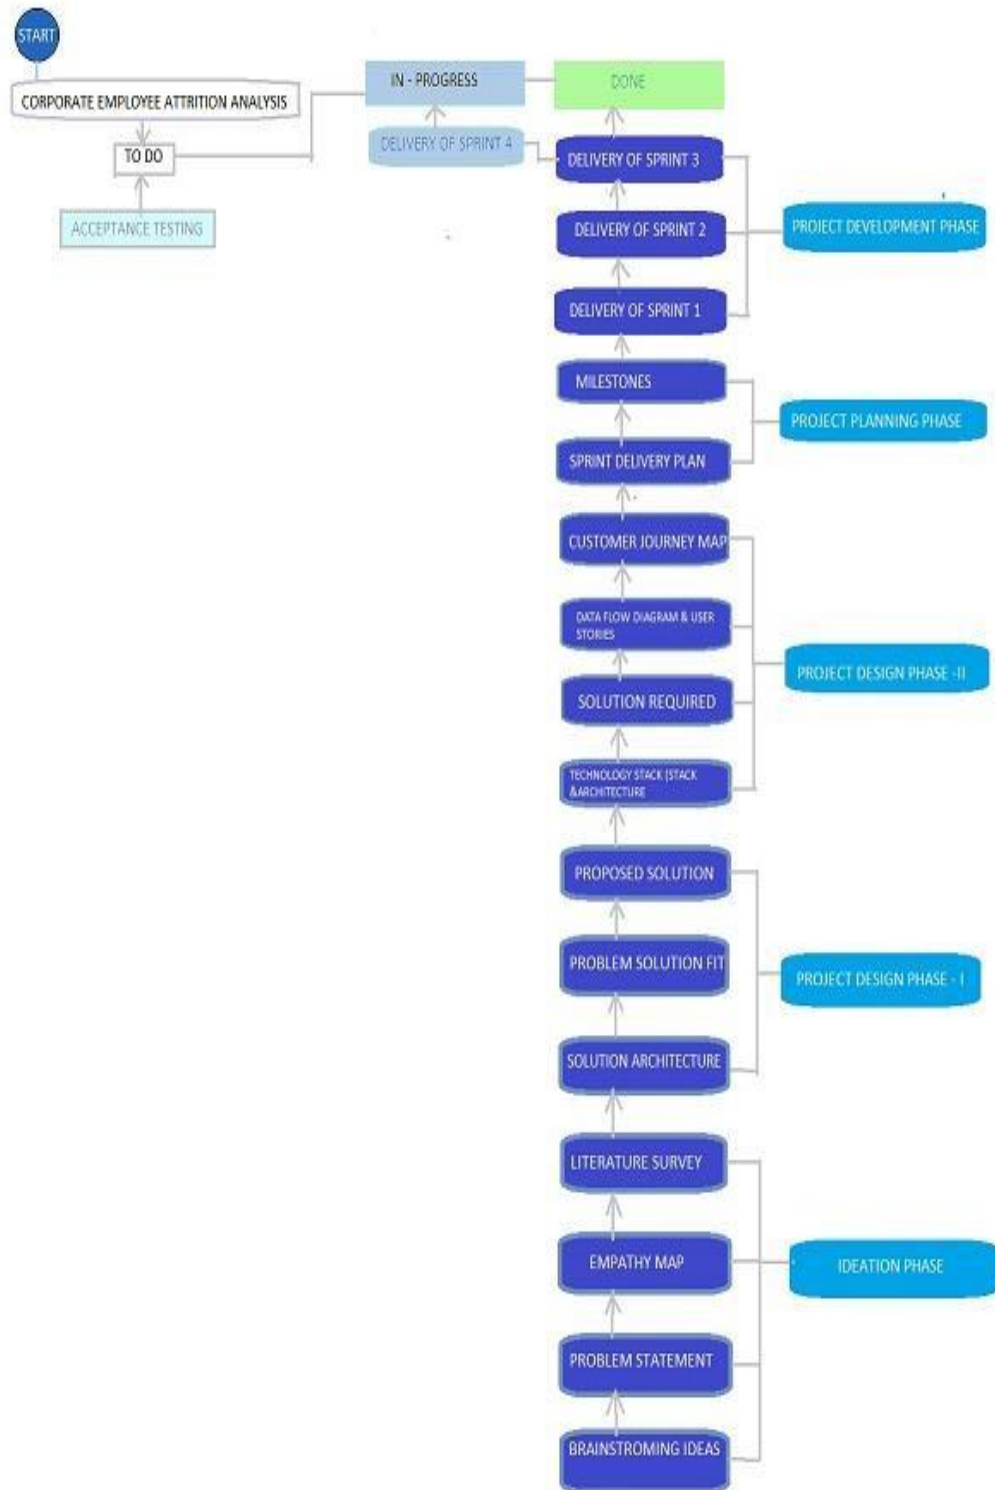 START
CORPORATE EMPLOYEE ATTRITION ANALYSIS
TO DO
ACCEPTANCE TESTING
IN - PROGRESS
DELIVERY OF SPRINT 4
DONE
DELIVERY OF SPRINT 3
DELIVERY OF SPRINT 2
DELIVERY OF SPRINT 1
PROJECT DEVELOPMENT PHASE
MILESTONES
SPRINT DELIVERY PLAN
PROJECT PLANNING PHASE
CUSTOMER JOURNEY MAP
DATA FLOW DIAGRAM & USER
STORIES
SOLUTION REQUIRED
TECHNOLOGY STACK (STACK
&ARCHITECTURE
PROJECT DESIGN PHASE -II
PROPOSED SOLUTION
PROBLEM SOLUTION FIT
SOLUTION ARCHITECTURE
PROJECT DESIGN PHASE - I
LITERATURE SURVEY
EMPATHY MAP
PROBLEM STATEMENT
BRAINSTROMING IDEAS
IDEATION PHASE